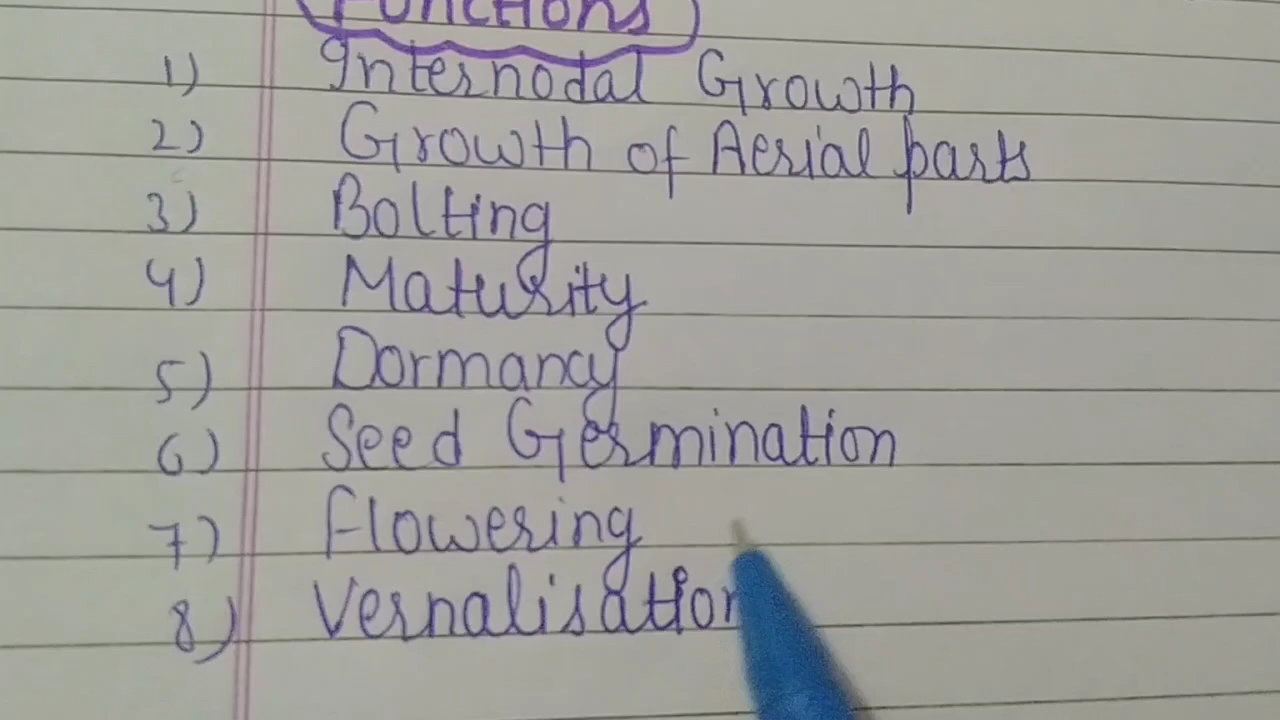 Functions
1) Internodal Growth
2) Growth of Aerial parts
3) Bolting
4) Maturity
5) Dormancy
6) Seed Germination
7) Flowering
8) Vernalisation